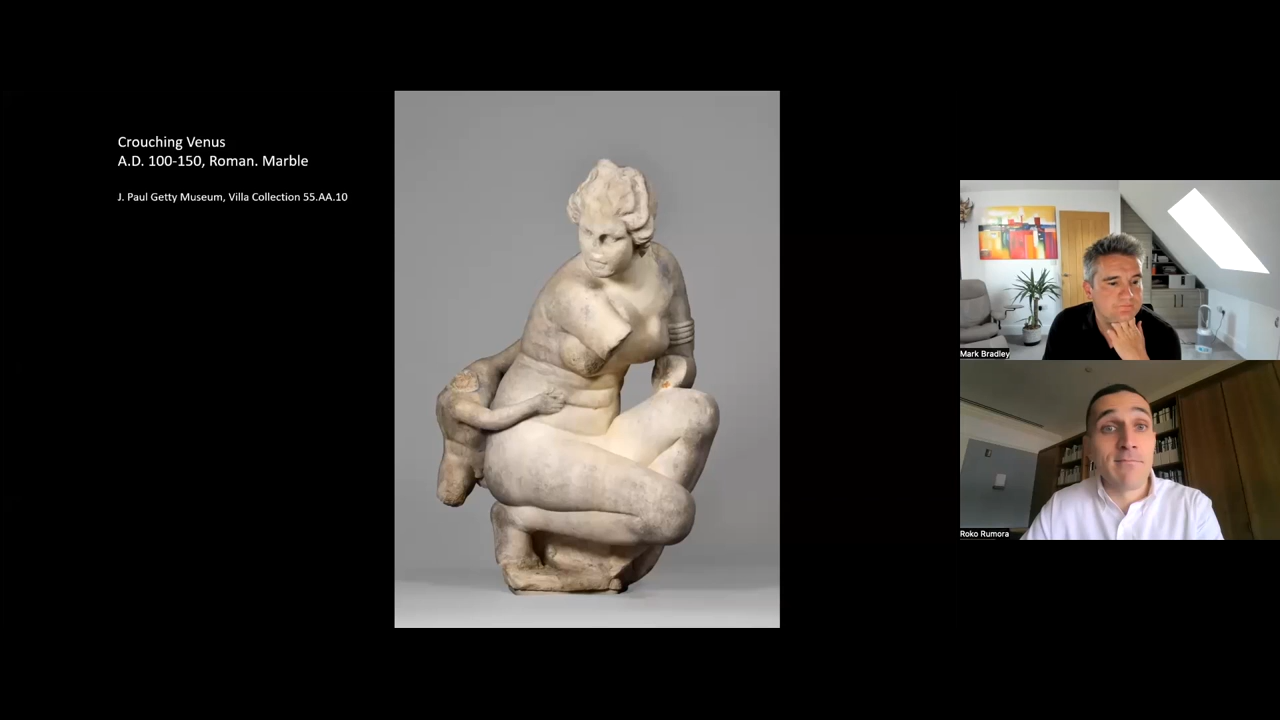 Crouching Venus
A.D. 100-150, Roman. Marble
J. Paul Getty Museum, Villa Collection 55.AA.10
Mark Bradley
Roko Rumora